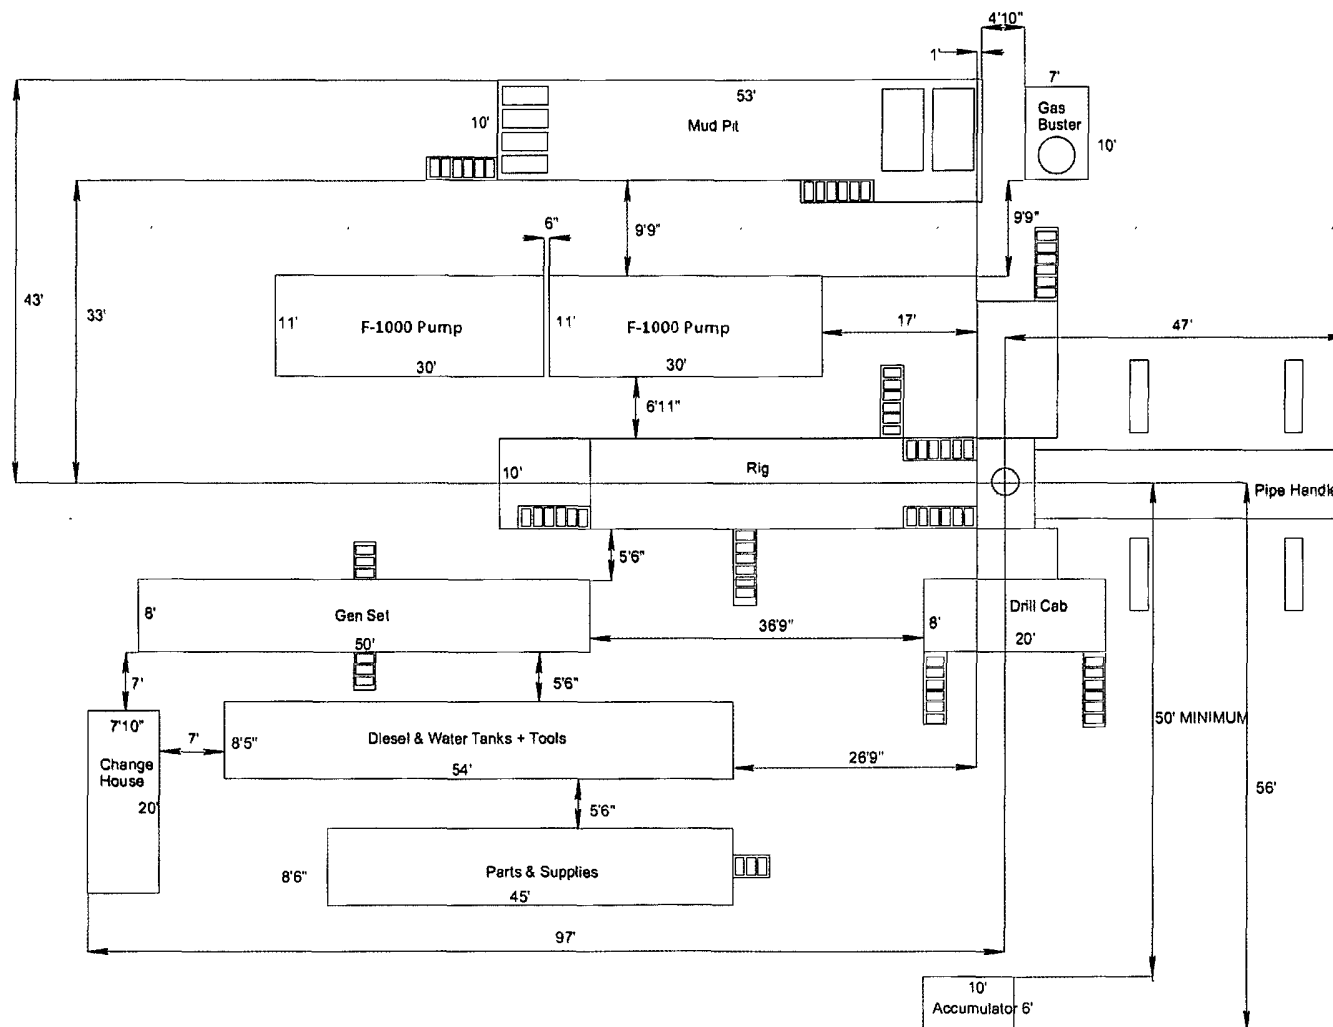 4'10"
1'
7'
53'
Gas
Buster
10'
Mud Pit
10'
9'9"
6"
9'9"
43'
33'
11'
F-1000 Pump
11'
F-1000 Pump
17'
47'
30'
30'
6'11"
10'
Rig
Pipe Handle
5'6"
8'
Gen Set
50'
36'9"
Drill Cab
8'
20'
7'
5'6"
7'10"
7'
8'5"
Diesel & Water Tanks + Tools
50' MINIMUM
Change
House
54'
26'9"
56'
20'
5'6"
8'6"
Parts & Supplies
45'
97'
10'
Accumulator 6'